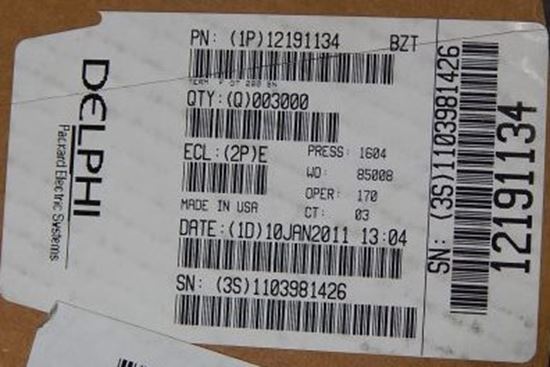 DELPHI
Packard Electric Systems
PN: (1P)12191134 BZT
QTY:(Q)003000
ECL:(2P)E PRESS: 1604
WO: 85008
OPER: 170
MADE IN USA CT: 03
DATE:(1D)10JAN2011 13:04
SN: (3S)1103981426
SN: (3S)1103981426
12191134